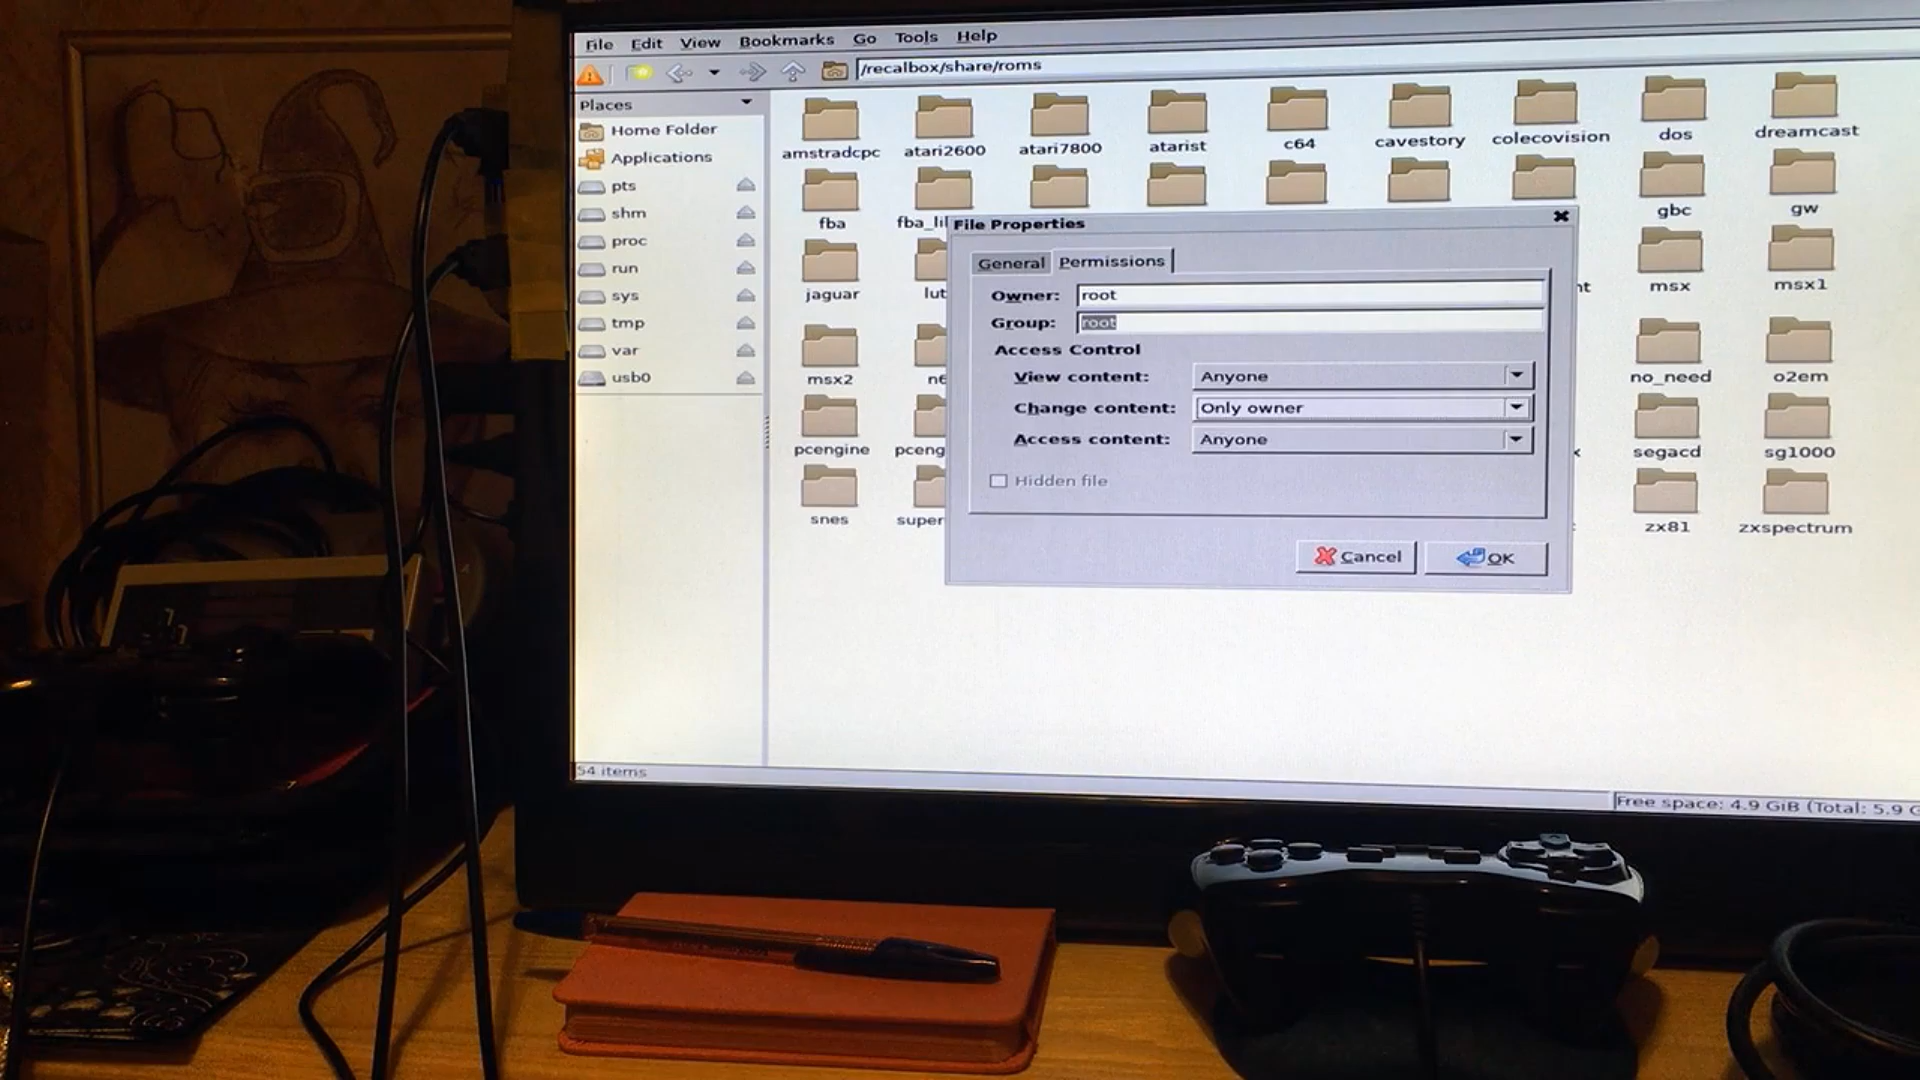 File Edit View Bookmarks Go Tools Help
/recalbox/share/roms
Places
Home Folder
Applications
pts
shm
proc
run
sys
tmp
var
usb0
amstradcpc atari2600 atari7800 atarist c64 cavestory colecovision dos dreamcast
fba gbc gw
jaguar lut msx msx1
msx2 no_need o2em
pcengine pceng segacd sg1000
snes super zx81 zxspectrum
File Properties
General Permissions
Owner: root
Group: root
Access Control
View content: Anyone
Change content: Only owner
Access content: Anyone
Hidden file
Cancel OK
54 items
Free space: 4.9 GiB (Total: 5.9 G